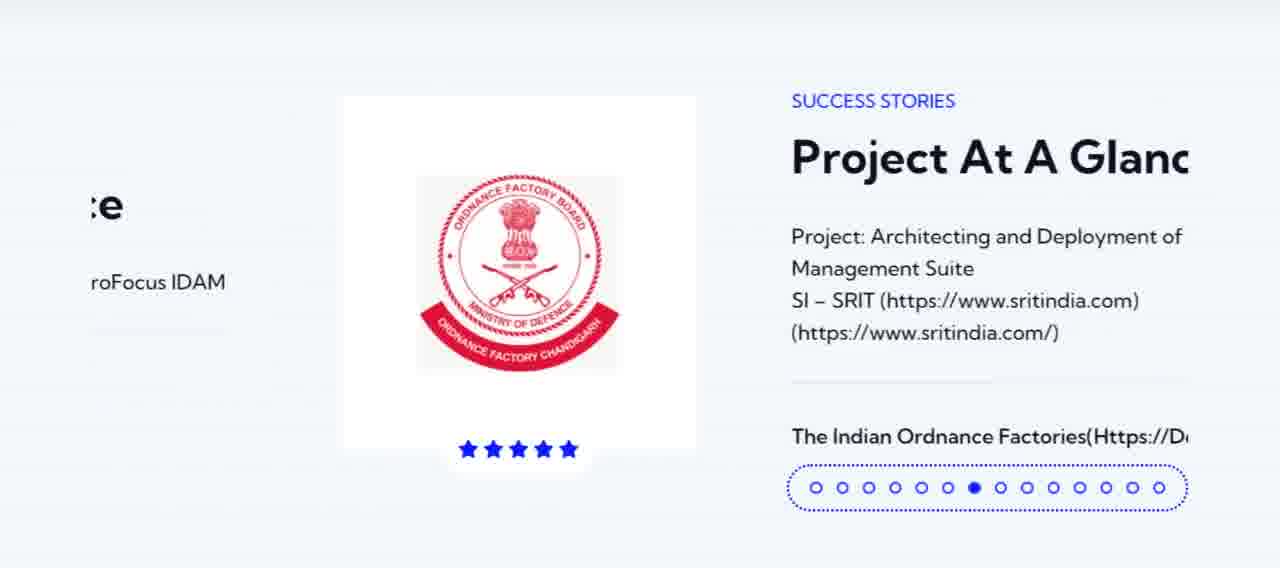 ce
roFocus IDAM
ORDNANCE FACTORY BOARD
MINISTRY OF DEFENCE
ORDNANCE FACTORY CHANDIGARH
SUCCESS STORIES
Project At A Glanc
Project: Architecting and Deployment of
Management Suite
SI – SRIT (https://www.sritindia.com)
(https://www.sritindia.com/)
The Indian Ordnance Factories(Https://De